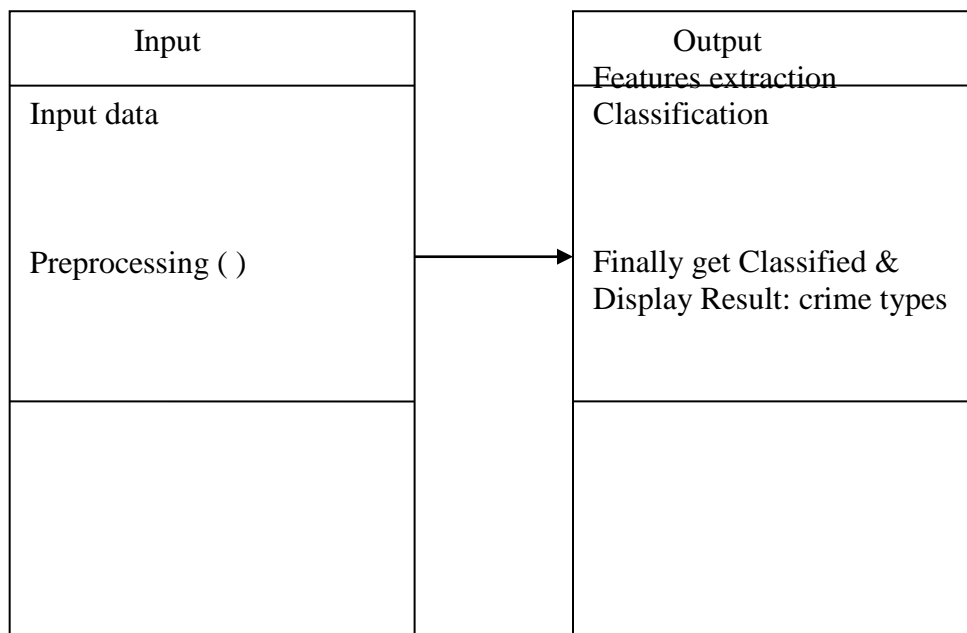 Input
Input data
Preprocessing ( )
Output
Features extraction
Classification
Finally get Classified &
Display Result: crime types